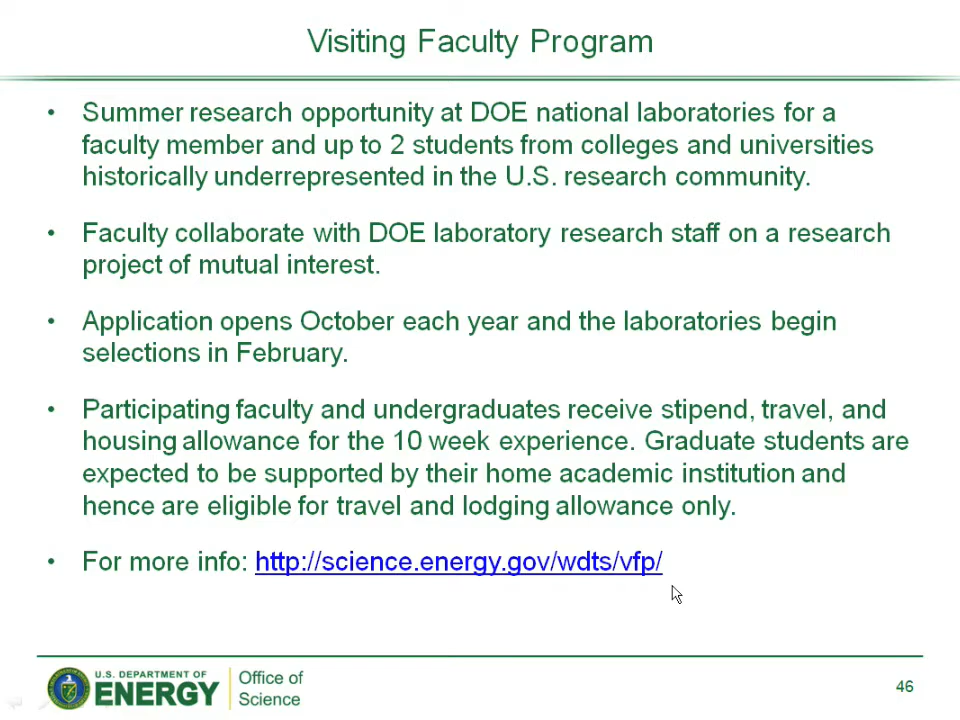 Visiting Faculty Program
• Summer research opportunity at DOE national laboratories for a
faculty member and up to 2 students from colleges and universities
historically underrepresented in the U.S. research community.
• Faculty collaborate with DOE laboratory research staff on a research
project of mutual interest.
• Application opens October each year and the laboratories begin
selections in February.
• Participating faculty and undergraduates receive stipend, travel, and
housing allowance for the 10 week experience. Graduate students are
expected to be supported by their home academic institution and
hence are eligible for travel and lodging allowance only.
• For more info: http://science.energy.gov/wdts/vfp/
U.S. DEPARTMENT OF
ENERGY
Office of
Science
46